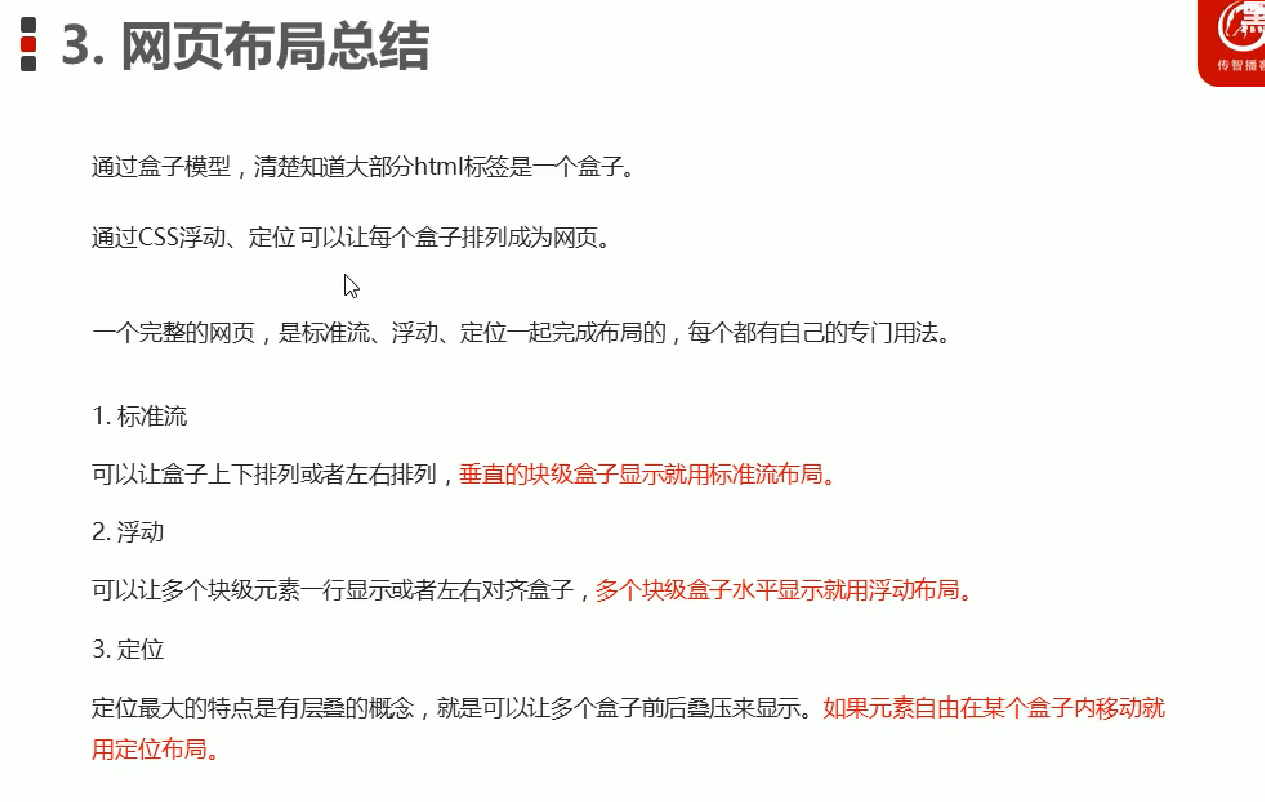 3. 网页布局总结
黑
传智播客
通过盒子模型，清楚知道大部分html标签是一个盒子。
通过CSS浮动、定位 可以让每个盒子排列成为网页。
一个完整的网页，是标准流、浮动、定位一起完成布局的，每个都有自己的专门用法。
1. 标准流
可以让盒子上下排列或者左右排列，垂直的块级盒子显示就用标准流布局。
2. 浮动
可以让多个块级元素一行显示或者左右对齐盒子，多个块级盒子水平显示就用浮动布局。
3. 定位
定位最大的特点是有层叠的概念，就是可以让多个盒子前后叠压来显示。如果元素自由在某个盒子内移动就
用定位布局。